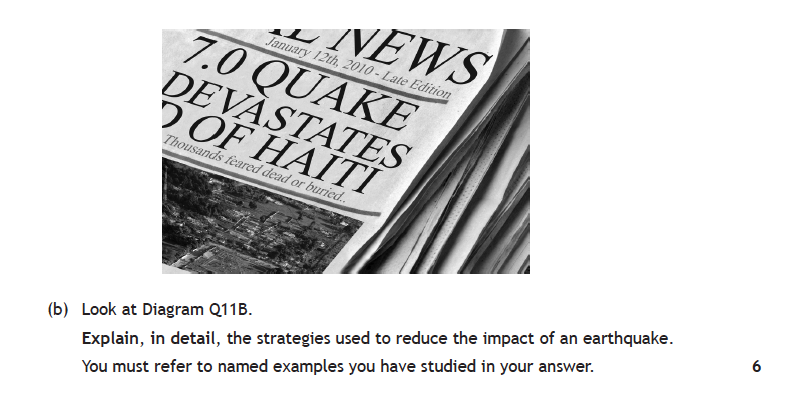 NEWS
January 12th, 2010 - Late Edition
7.0 QUAKE
DEVASTATES
OF HAITI
Thousands feared dead or buried..
(b) Look at Diagram Q11B.
Explain, in detail, the strategies used to reduce the impact of an earthquake.
You must refer to named examples you have studied in your answer. 6